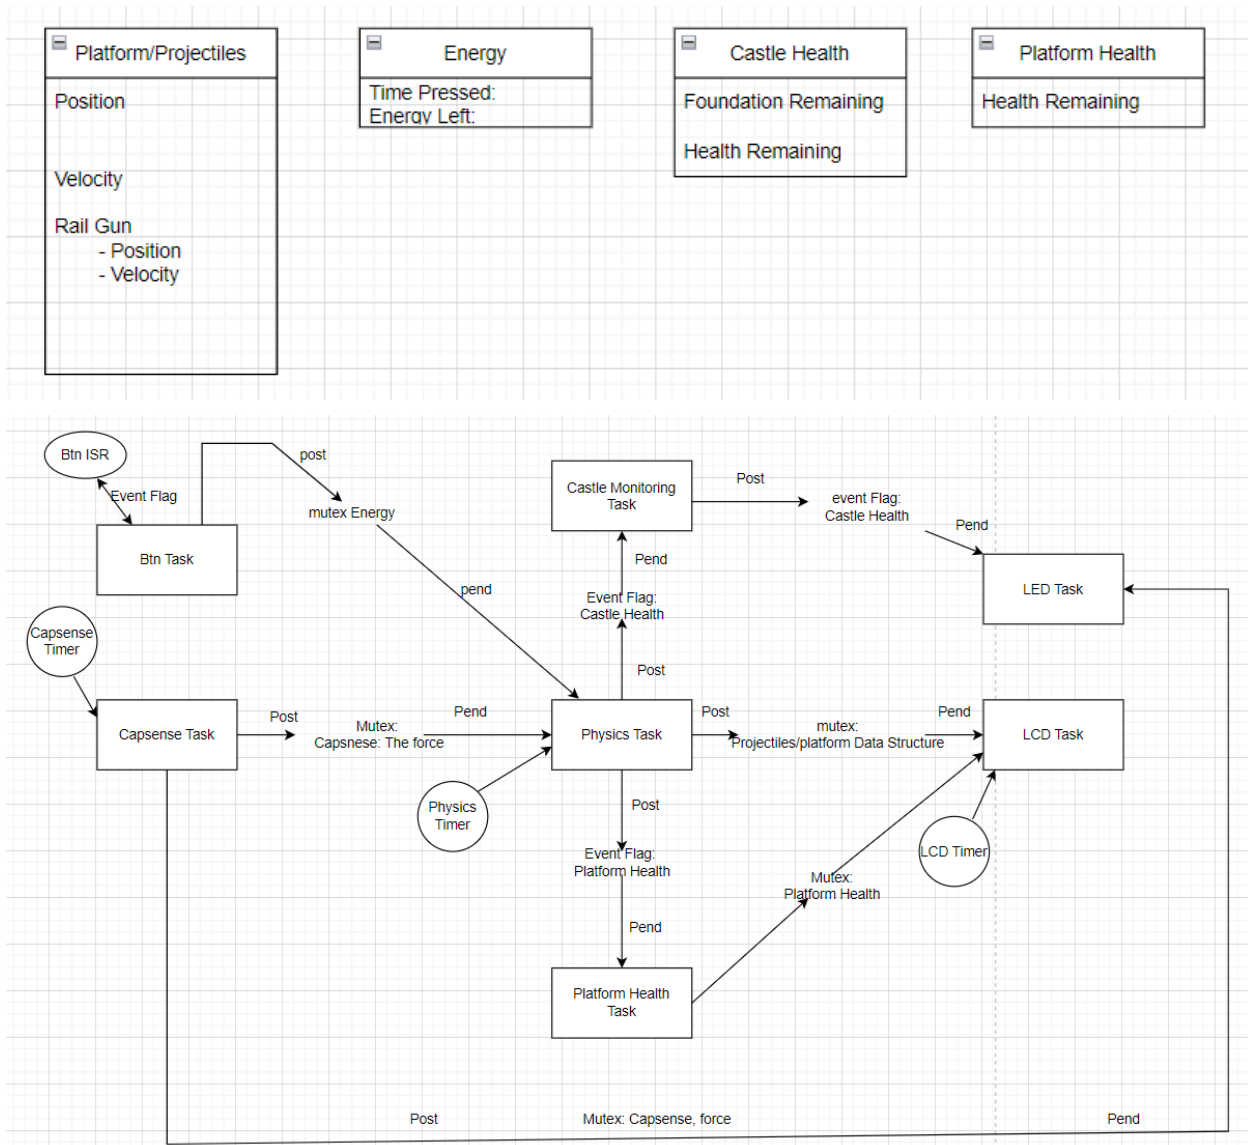 Platform/Projectiles
Position
Velocity
Rail Gun
- Position
- Velocity
Energy
Time Pressed:
Energy Left:
Castle Health
Foundation Remaining
Health Remaining
Platform Health
Health Remaining
Btn ISR
Event Flag
Btn Task
post
mutex Energy
pend
Castle Monitoring
Task
Post
event Flag:
Castle Health
Pend
LED Task
Pend
Event Flag:
Castle Health
Post
Capsense
Timer
Capsense Task
Post
Mutex:
Capsnese: The force
Pend
Physics Task
Post
mutex:
Projectiles/platform Data Structure
Pend
LCD Task
Physics
Timer
Post
Event Flag:
Platform Health
Pend
LCD Timer
Mutex:
Platform Health
Platform Health
Task
Post
Mutex: Capsense, force
Pend